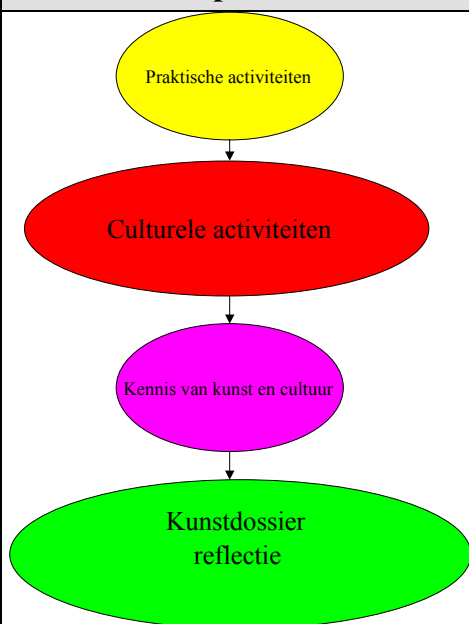 Praktische activiteiten
Culturele activiteiten
Kennis van kunst en cultuur
Kunstdossier
reflectie